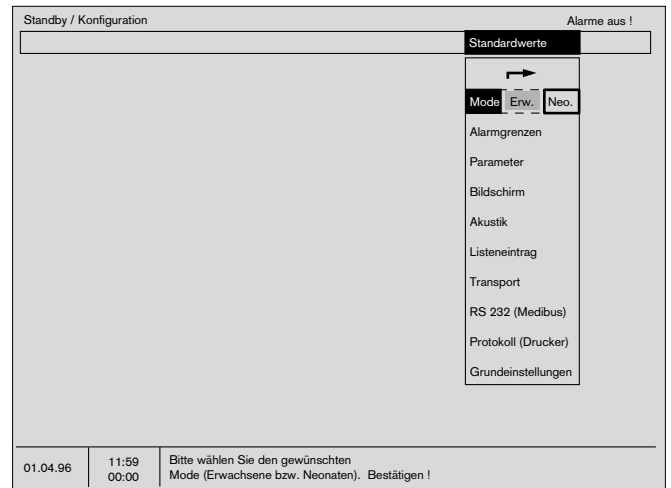 Standby / Konfiguration Alarme aus !
Standardwerte
Mode Erw. Neo.
Alarmgrenzen
Parameter
Bildschirm
Akustik
Listeneintrag
Transport
RS 232 (Medibus)
Protokoll (Drucker)
Grundeinstellungen
01.04.96
11:59
00:00
Bitte wählen Sie den gewünschten
Mode (Erwachsene bzw. Neonaten). Bestätigen !